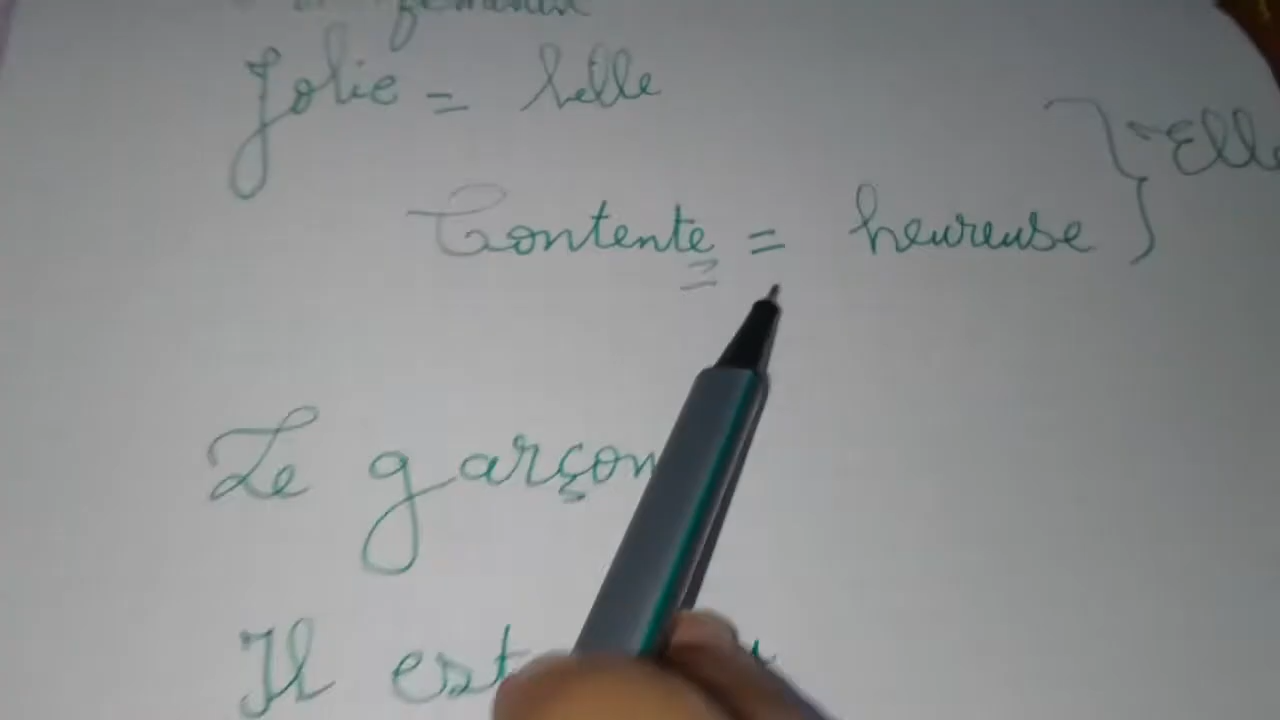 Jolie = belle
Contente = heureuse } - Elle
Le garçon
Il est